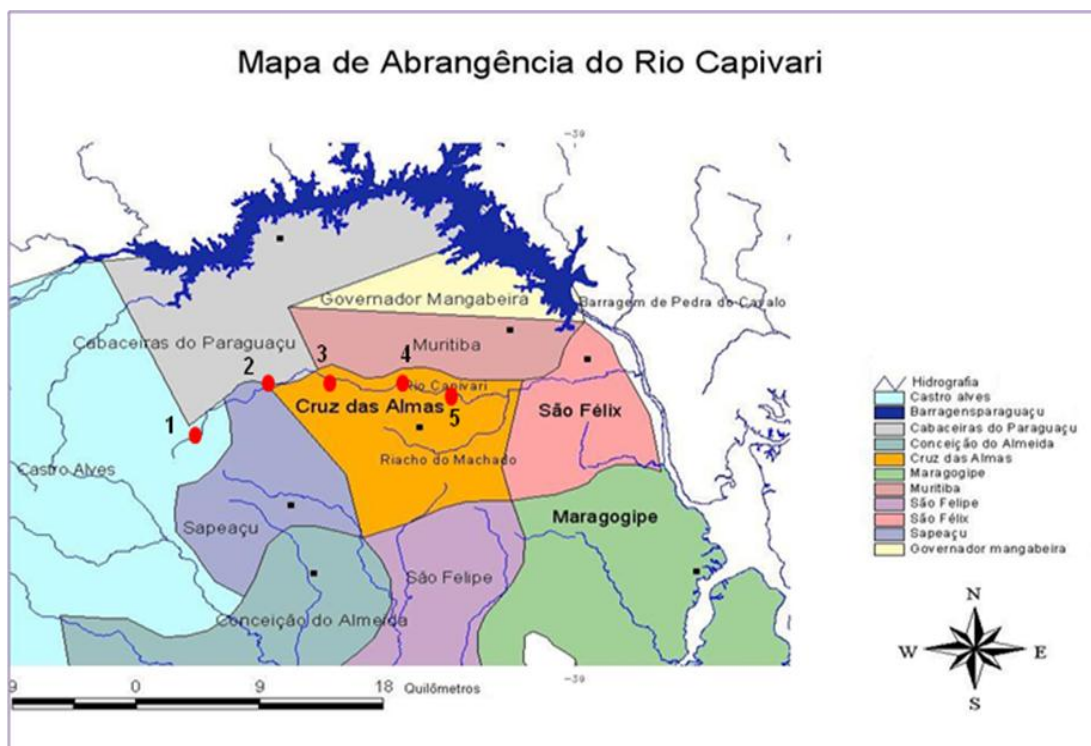 Mapa de Abrangência do Rio Capivari
-39
Governador Mangabeira
Barragem de Pedra do Cavalo
Cabaceiras do Paraguaçu
Muritiba
2
3
4
Rio Capivari
Cruz das Almas
5
São Félix
1
Riacho do Machado
Castro Alves
Sapeaçu
Maragogipe
São Felipe
Conceição do Almeida
-39
9
0
9
18
Quilômetros
Hidrografia
Castro alves
Barragensparaguaçu
Cabaceiras do Paraguaçu
Conceição do Almeida
Cruz das Almas
Maragogipe
Muritiba
São Felipe
São Félix
Sapeaçu
Governador mangabeira
N
W
E
S